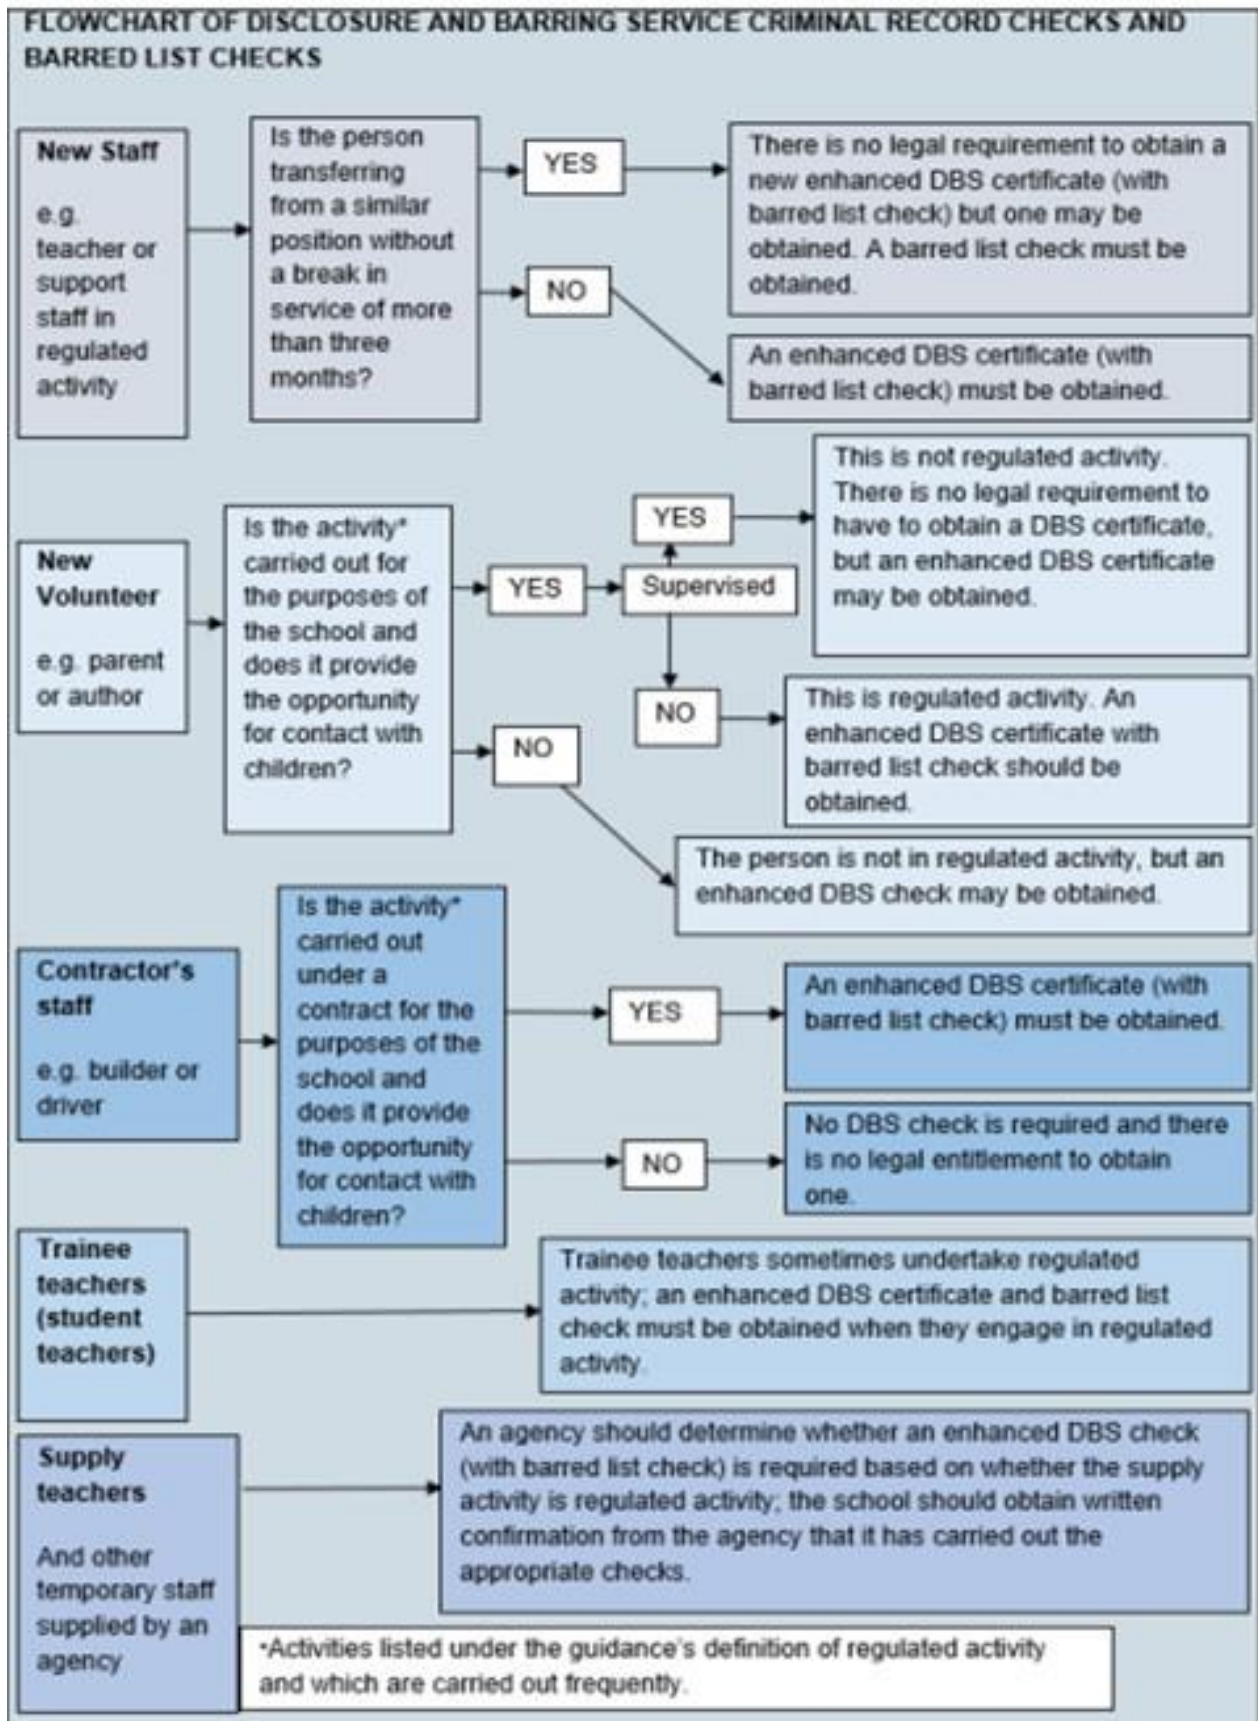 FLOWCHART OF DISCLOSURE AND BARRING SERVICE CRIMINAL RECORD CHECKS AND
BARRED LIST CHECKS
New Staff
e.g.
teacher or
support
staff in
regulated
activity
Is the person
transferring
from a similar
position without
a break in
service of more
than three
months?
YES
There is no legal requirement to obtain a
new enhanced DBS certificate (with
barred list check) but one may be
obtained. A barred list check must be
obtained.
NO
An enhanced DBS certificate (with
barred list check) must be obtained.
New
Volunteer
e.g. parent
or author
Is the activity*
carried out for
the purposes of
the school and
does it provide
the opportunity
for contact with
children?
YES
Supervised
YES
This is not regulated activity.
There is no legal requirement to
have to obtain a DBS certificate,
but an enhanced DBS certificate
may be obtained.
NO
This is regulated activity. An
enhanced DBS certificate with
barred list check should be
obtained.
NO
The person is not in regulated activity, but an
enhanced DBS check may be obtained.
Contractor's
staff
e.g. builder or
driver
Is the activity*
carried out
under a
contract for the
purposes of the
school and
does it provide
the opportunity
for contact with
children?
YES
An enhanced DBS certificate (with
barred list check) must be obtained.
NO
No DBS check is required and there
is no legal entitlement to obtain
one.
Trainee
teachers
(student
teachers)
Trainee teachers sometimes undertake regulated
activity; an enhanced DBS certificate and barred list
check must be obtained when they engage in regulated
activity.
Supply
teachers
And other
temporary staff
supplied by an
agency
An agency should determine whether an enhanced DBS check
(with barred list check) is required based on whether the supply
activity is regulated activity; the school should obtain written
confirmation from the agency that it has carried out the
appropriate checks.
*Activities listed under the guidance's definition of regulated activity
and which are carried out frequently.